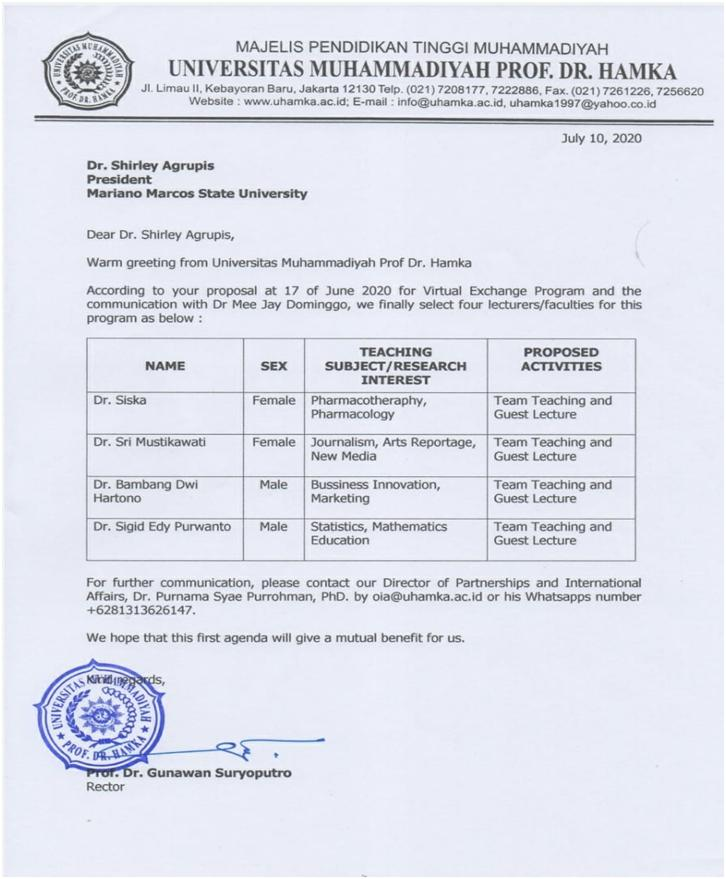 MAJELIS PENDIDIKAN TINGGI MUHAMMADIYAH
UNIVERSITAS MUHAMMADIYAH PROF. DR. HAMKA
Jl. Limau II, Kebayoran Baru, Jakarta 12130 Telp. (021) 7208177, 7222886, Fax. (021) 7261226, 7256620
Website : www.uhamka.ac.id; E-mail : info@uhamka.ac.id, uhamka1997@yahoo.co.id
UNIVERSITAS MUHAMMADIYAH
PROF. DR. HAMKA
July 10, 2020
Dr. Shirley Agrupis
President
Mariano Marcos State University
Dear Dr. Shirley Agrupis,
Warm greeting from Universitas Muhammadiyah Prof Dr. Hamka
According to your proposal at 17 of June 2020 for Virtual Exchange Program and the
communication with Dr Mee Jay Dominggo, we finally select four lecturers/faculties for this
program as below :
NAME SEX TEACHING SUBJECT/RESEARCH INTEREST PROPOSED ACTIVITIES
Dr. Siska Female Pharmacotheraphy, Team Teaching and
Pharmacology Guest Lecture
Dr. Sri Mustikawati Female Journalism, Arts Reportage, Team Teaching and
New Media Guest Lecture
Dr. Bambang Dwi Male Bussiness Innovation, Team Teaching and
Hartono Marketing Guest Lecture
Dr. Sigid Edy Purwanto Male Statistics, Mathematics Team Teaching and
Education Guest Lecture
For further communication, please contact our Director of Partnerships and International
Affairs, Dr. Purnama Syae Purrohman, PhD. by oia@uhamka.ac.id or his Whatsapps number
+6281313626147.
We hope that this first agenda will give a mutual benefit for us.
Kind regards,
UNIVERSITAS MUHAMMADIYAH
PROF. DR. HAMKA
Prof. Dr. Gunawan Suryoputro
Rector